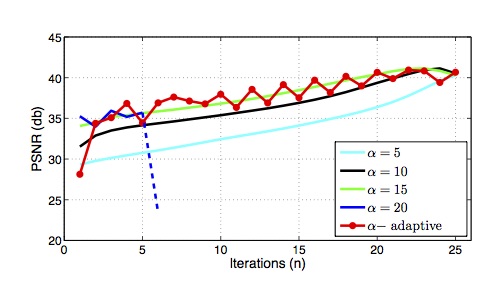 45
40
35
30
25
20
PSNR (db)
0
5
10
15
20
25
Iterations (n)
α = 5
α = 10
α = 15
α = 20
α− adaptive